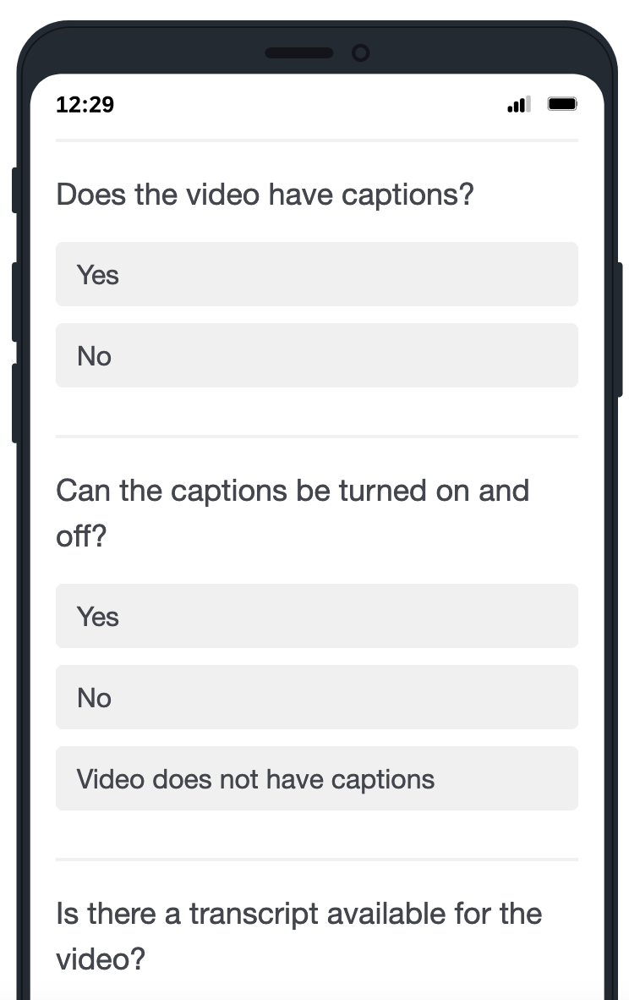 12:29
Does the video have captions?
Yes
No
Can the captions be turned on and
off?
Yes
No
Video does not have captions
Is there a transcript available for the
video?